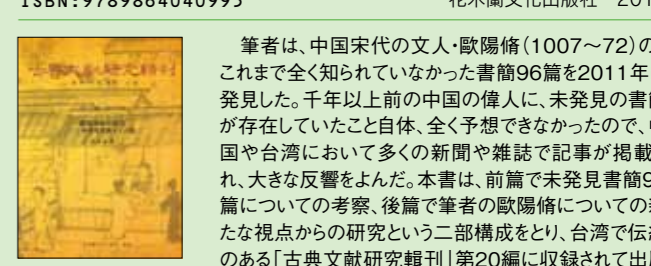 ISBN:9789864040995 花木蘭文化出版社 201
古典文献研究輯刊
筆者は、中国宋代の文人・歐陽脩（1007～72）の
これまで全く知られていなかった書簡96篇を2011年
発見した。千年以上前の中国の偉人に、未発見の書
が存在していたこと自体、全く予想できなかったので、
国や台湾において多くの新聞や雑誌で記事が掲載
れ、大きな反響をよんだ。本書は、前篇で未発見書簡9
篇についての考察、後篇で筆者の歐陽脩についての
たな視点からの研究という二部構成をとり、台湾で伝
のある「古典文献研究輯刊」第20編に収録されて出